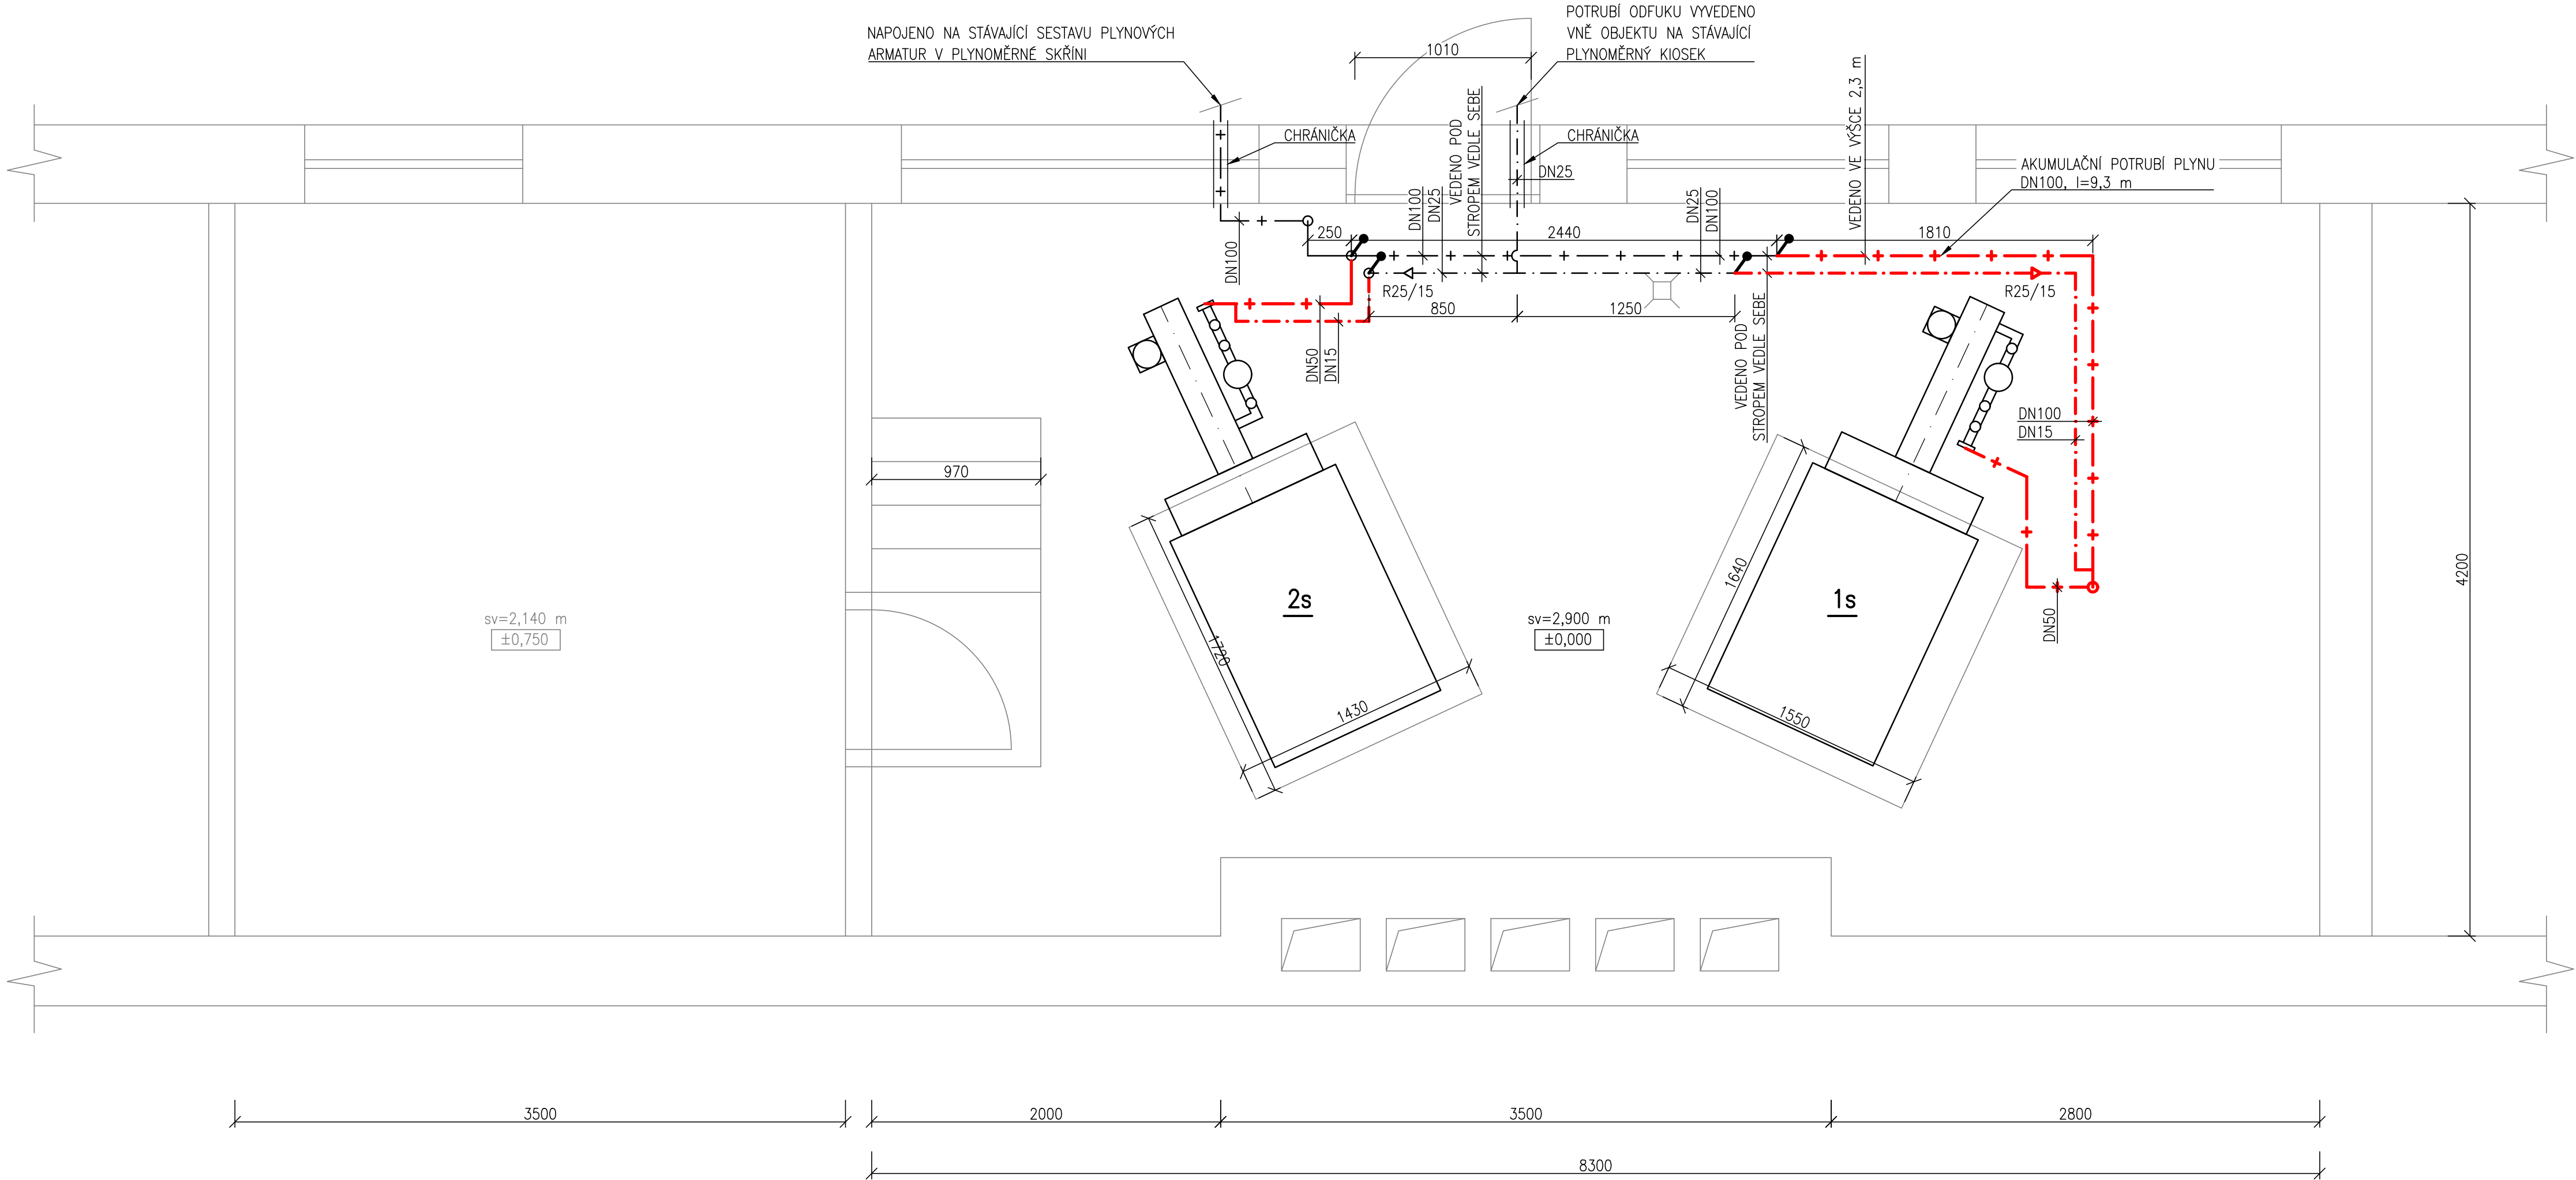 NAPOJENO NA STÁVAJÍCÍ SESTAVU PLYNOVÝCH
ARMATUR V PLYNOMĚRNÉ SKŘÍNI
POTRUBÍ ODFUKU VYVEDENO
VNĚ OBJEKTU NA STÁVAJÍCÍ
PLYNOMĚRNÝ KIOSEK
1010
CHRÁNIČKA
CHRÁNIČKA
DN25
VEDENO POD
STROPEM VEDLE SEBE
VEDENO VE VÝŠCE 2,3 m
AKUMULAČNÍ POTRUBÍ PLYNU
DN100, l=9,3 m
DN100
DN25
DN25
DN100
DN100
250
2440
1810
R25/15
R25/15
850
1250
DN50
DN15
VEDENO POD
STROPEM VEDLE SEBE
DN100
DN15
970
4200
1640
2s
1s
sv=2,140 m
±0,750
sv=2,900 m
±0,000
DN50
1720
1430
1550
3500
2000
3500
2800
8300